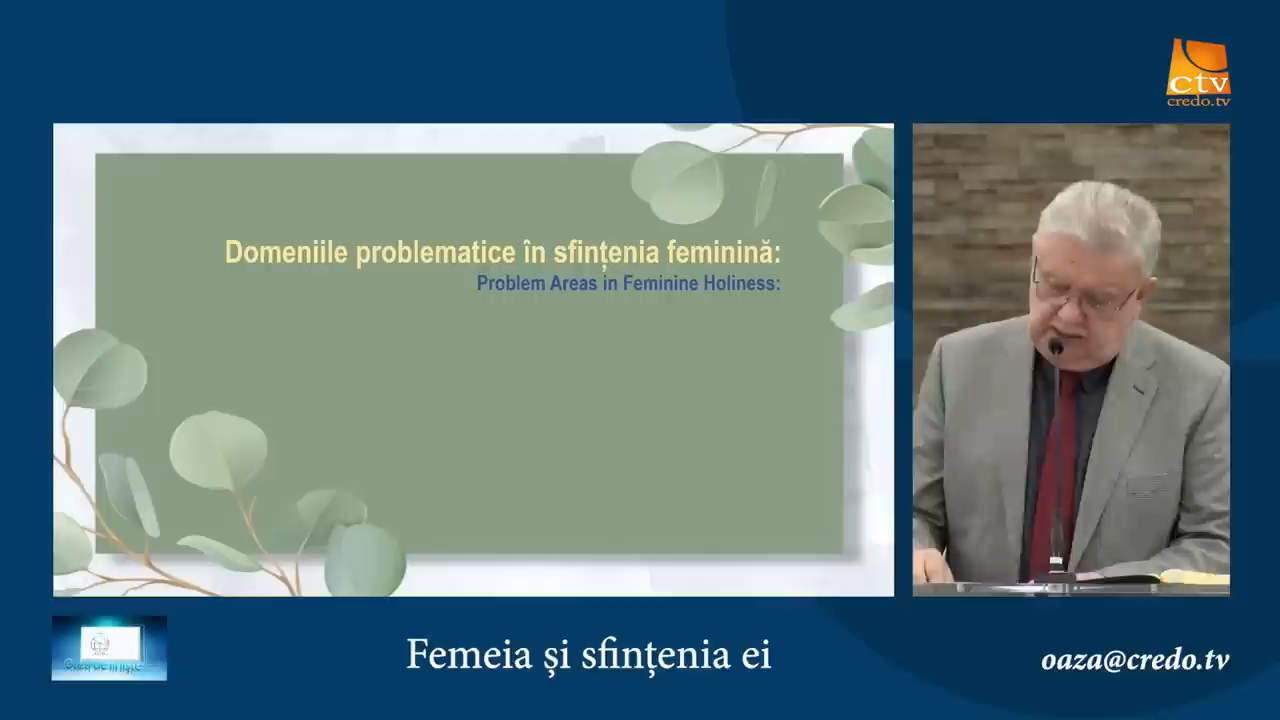 ctv
credo.tv
Domeniile problematice în sfințenia feminină:
Problem Areas in Feminine Holiness:
Femeia și sfințenia ei
oaza@credo.tv